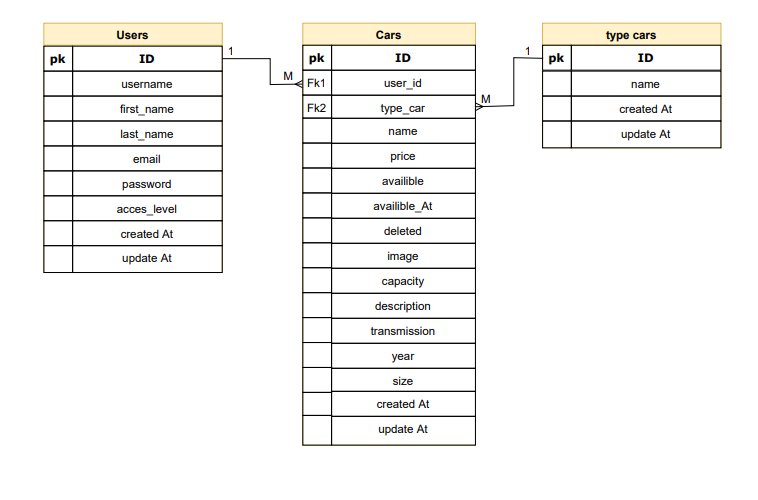 Users
pk ID
username
first_name
last_name
email
password
acces_level
created At
update At
1
M
Cars
pk ID
Fk1 user_id
Fk2 type_car
name
price
availible
availible_At
deleted
image
capacity
description
transmission
year
size
created At
update At
M
1
type cars
pk ID
name
created At
update At